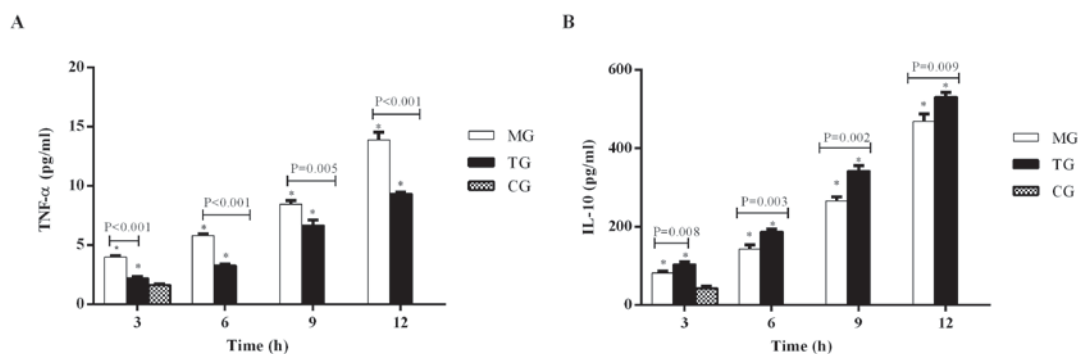 A
TNF-α (pg/ml)
20
15
10
5
0
P<0.001
*
*
P<0.001
*
*
P=0.005
*
*
P<0.001
*
*
3 6 9 12
Time (h)
MG
TG
CG
B
IL-10 (pg/ml)
600
400
200
0
P=0.008
*
*
P=0.003
*
*
P=0.002
*
*
P=0.009
*
*
3 6 9 12
Time (h)
MG
TG
CG